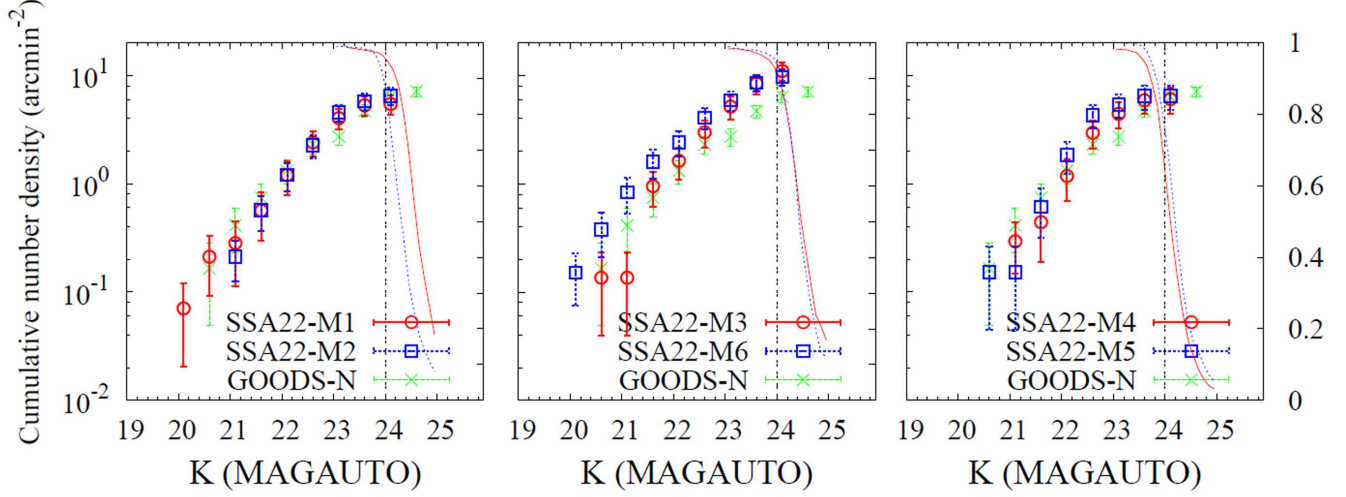 Cumulative number density (arcmin⁻²)
10¹
10⁰
10⁻¹
10⁻²
SSA22-M1
SSA22-M2
GOODS-N
19 20 21 22 23 24 25
K (MAGAUTO)
SSA22-M3
SSA22-M6
GOODS-N
19 20 21 22 23 24 25
K (MAGAUTO)
SSA22-M4
SSA22-M5
GOODS-N
19 20 21 22 23 24 25
K (MAGAUTO)
1
0.8
0.6
0.4
0.2
0